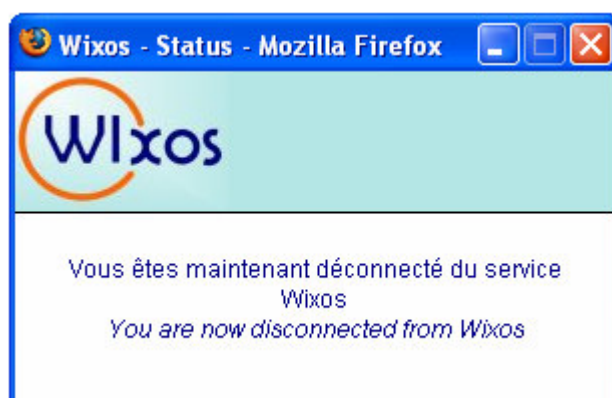 Wixos - Status - Mozilla Firefox
Wixos
Vous êtes maintenant déconnecté du service
Wixos
You are now disconnected from Wixos